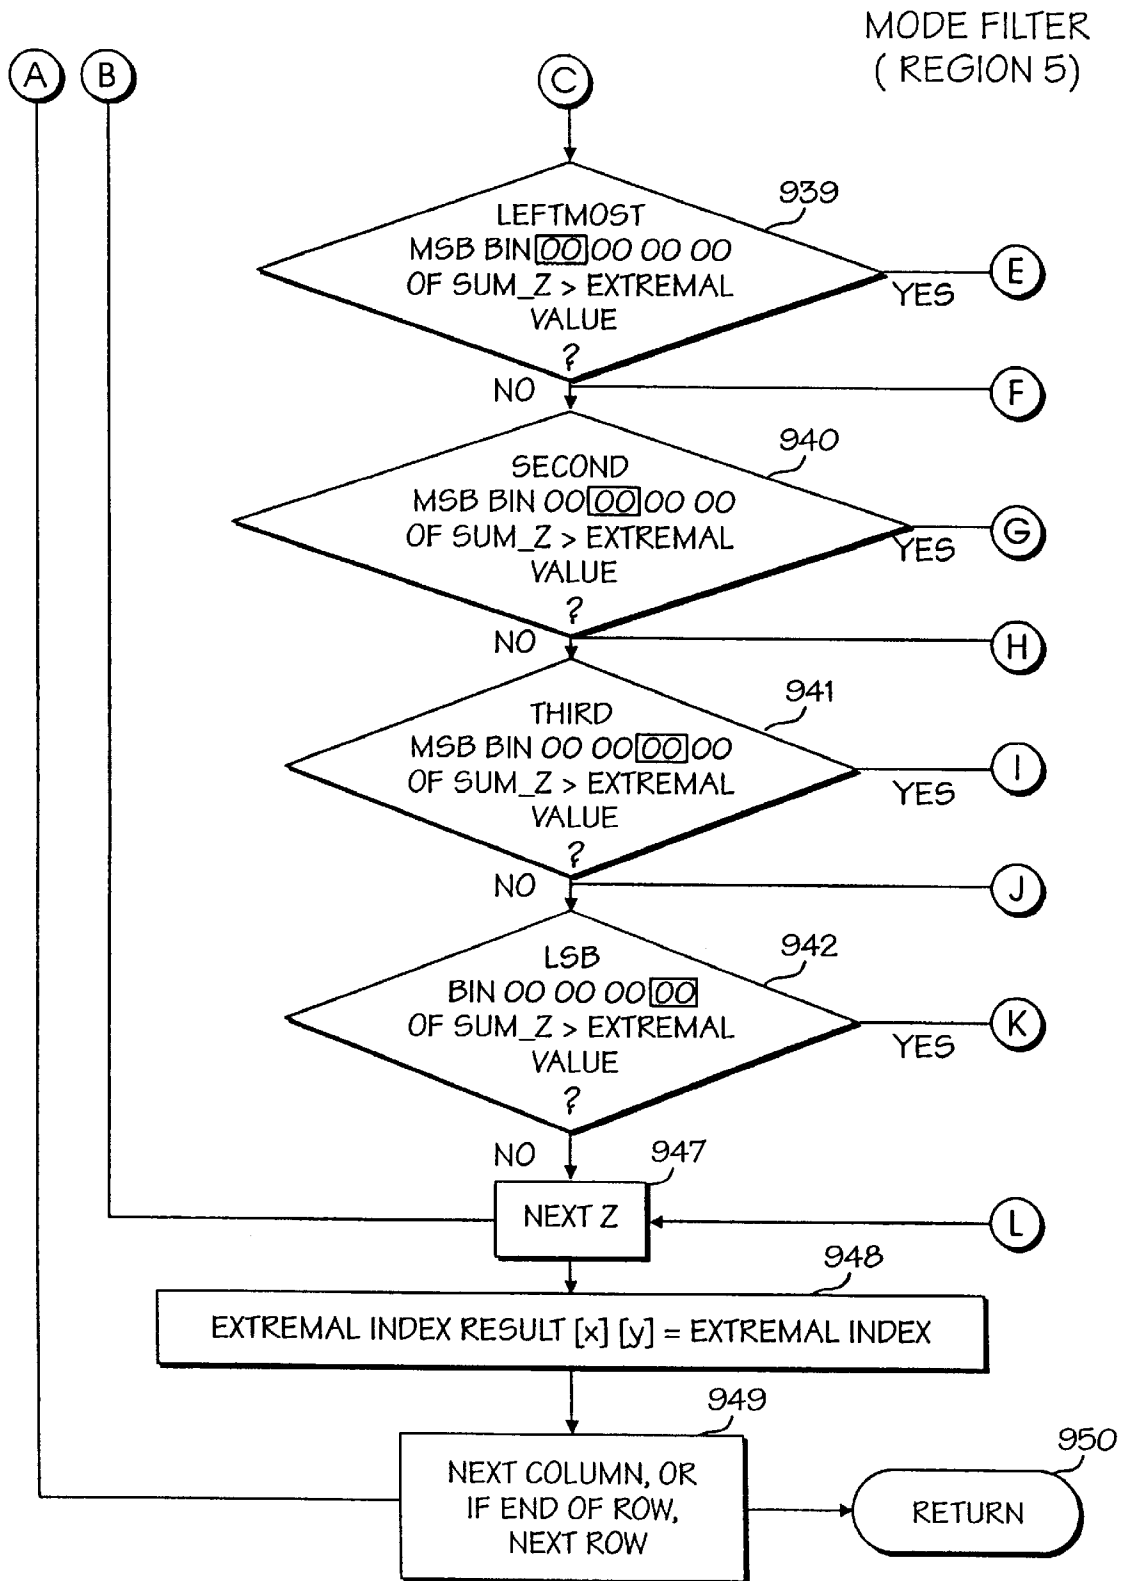 MODE FILTER
( REGION 5)
A
B
C
939
LEFTMOST
MSB BIN 00 00 00 00
OF SUM_Z > EXTREMAL
VALUE
?
YES
E
NO
F
940
SECOND
MSB BIN 00 00 00 00
OF SUM_Z > EXTREMAL
VALUE
?
YES
G
NO
H
941
THIRD
MSB BIN 00 00 00 00
OF SUM_Z > EXTREMAL
VALUE
?
YES
I
NO
J
942
LSB
BIN 00 00 00 00
OF SUM_Z > EXTREMAL
VALUE
?
YES
K
NO
947
NEXT Z
L
948
EXTREMAL INDEX RESULT [x] [y] = EXTREMAL INDEX
949
NEXT COLUMN, OR
IF END OF ROW,
NEXT ROW
950
RETURN